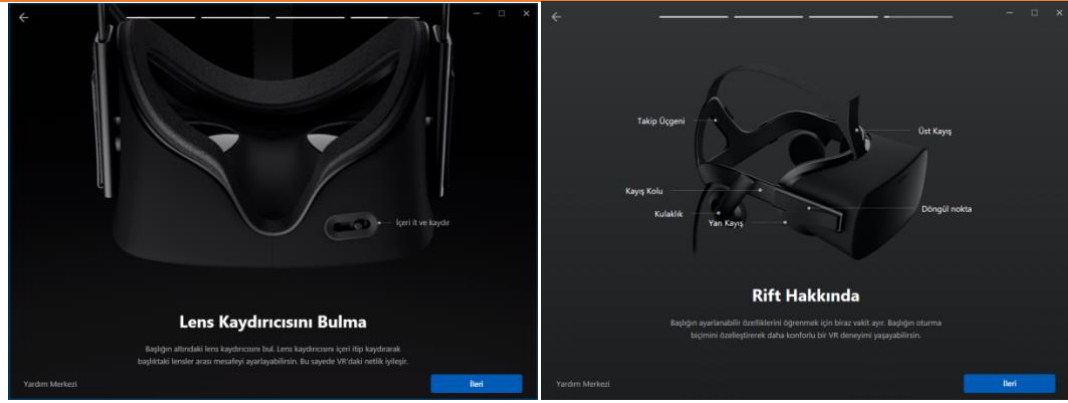 İçeri it ve kaydır
Lens Kaydırıcısını Bulma
Başlığın altındaki lens kaydırıcısını bul. Lens kaydırıcısını içeri itip kaydırarak
başlıktaki lensler arası mesafeyi ayarlayabilirsin. Bu sayede VR'daki netlik iyileşir.
Yardım Merkezi
İleri
Takip Üçgeni
Üst Kayış
Kayış Kolu
Kulaklık
Yan Kayış
Döngül nokta
Rift Hakkında
Başlığın ayarlanabilir özelliklerini öğrenmek için biraz vakit ayır. Başlığın oturma
biçimini özelleştirerek daha konforlu bir VR deneyimi yaşayabilirsin.
Yardım Merkezi
İleri